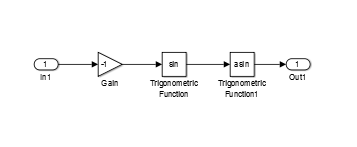 1
-1
sin
asin
1
In1
Gain
Trigonometric
Function
Trigonometric
Function1
Out1